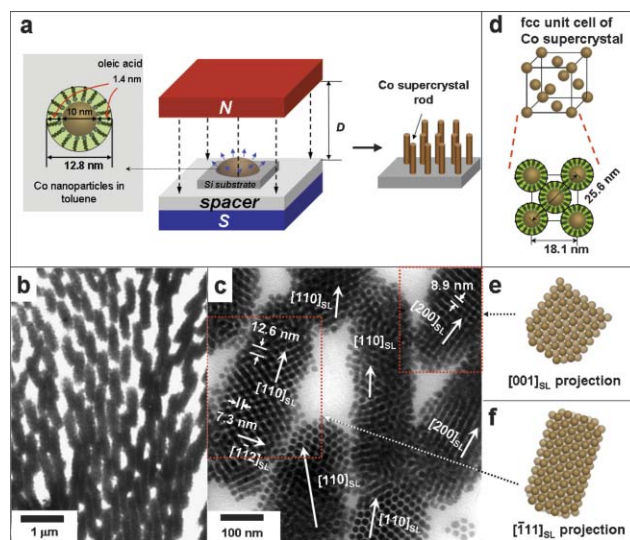 a
oleic acid
1.4 nm
10 nm
12.8 nm
Co nanoparticles in
toluene
N
D
Si substrate
spacer
S
Co supercrystal
rod
d
fcc unit cell of
Co supercrystal
25.6 nm
18.1 nm
b
1 μm
c
[110]SL
8.9 nm
[200]SL
12.6 nm
[110]SL
[110]SL
7.3 nm
[1̄12]SL
[110]SL
[200]SL
[110]SL
100 nm
e
[001]SL projection
f
[1̄11]SL
projection